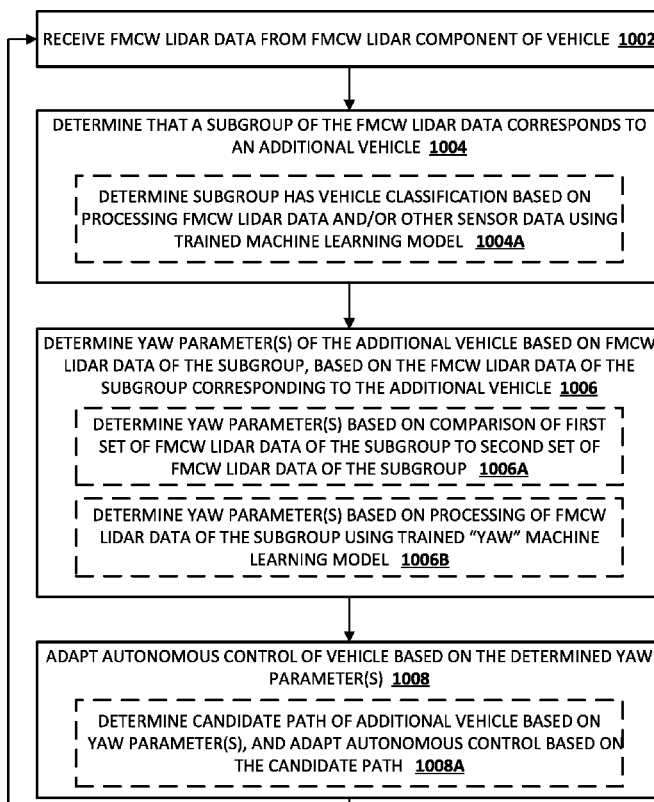 RECEIVE FMCW LIDAR DATA FROM FMCW LIDAR COMPONENT OF VEHICLE 1002
DETERMINE THAT A SUBGROUP OF THE FMCW LIDAR DATA CORRESPONDS TO
AN ADDITIONAL VEHICLE 1004
DETERMINE SUBGROUP HAS VEHICLE CLASSIFICATION BASED ON
PROCESSING FMCW LIDAR DATA AND/OR OTHER SENSOR DATA USING
TRAINED MACHINE LEARNING MODEL 1004A
DETERMINE YAW PARAMETER(S) OF THE ADDITIONAL VEHICLE BASED ON FMCW
LIDAR DATA OF THE SUBGROUP, BASED ON THE FMCW LIDAR DATA OF THE
SUBGROUP CORRESPONDING TO THE ADDITIONAL VEHICLE 1006
DETERMINE YAW PARAMETER(S) BASED ON COMPARISON OF FIRST
SET OF FMCW LIDAR DATA OF THE SUBGROUP TO SECOND SET OF
FMCW LIDAR DATA OF THE SUBGROUP 1006A
DETERMINE YAW PARAMETER(S) BASED ON PROCESSING OF FMCW
LIDAR DATA OF THE SUBGROUP USING TRAINED “YAW” MACHINE
LEARNING MODEL 1006B
ADAPT AUTONOMOUS CONTROL OF VEHICLE BASED ON THE DETERMINED YAW
PARAMETER(S) 1008
DETERMINE CANDIDATE PATH OF ADDITIONAL VEHICLE BASED ON
YAW PARAMETER(S), AND ADAPT AUTONOMOUS CONTROL BASED ON
THE CANDIDATE PATH 1008A